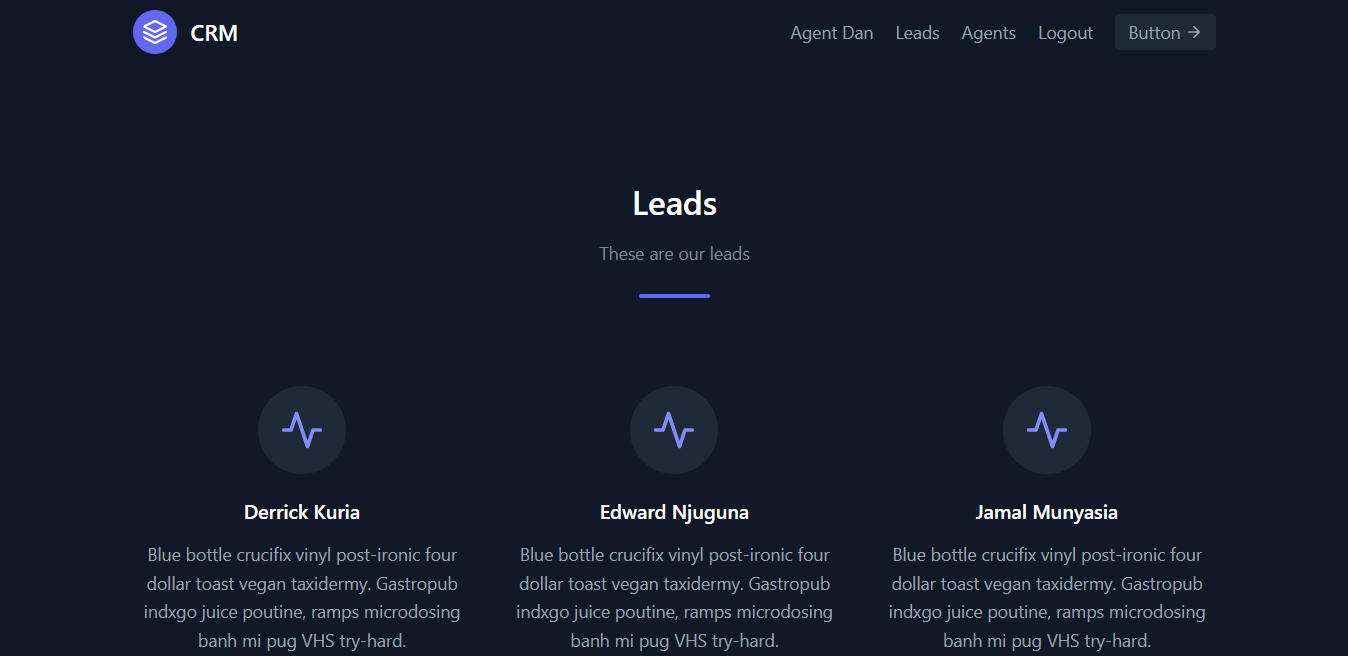 CRM
Agent Dan
Leads
Agents
Logout
Button →
Leads
These are our leads
Derrick Kuria
Blue bottle crucifix vinyl post-ironic four
dollar toast vegan taxidermy. Gastropub
indxgo juice poutine, ramps microdosing
banh mi pug VHS try-hard.
Edward Njuguna
Blue bottle crucifix vinyl post-ironic four
dollar toast vegan taxidermy. Gastropub
indxgo juice poutine, ramps microdosing
banh mi pug VHS try-hard.
Jamal Munyasia
Blue bottle crucifix vinyl post-ironic four
dollar toast vegan taxidermy. Gastropub
indxgo juice poutine, ramps microdosing
banh mi pug VHS try-hard.